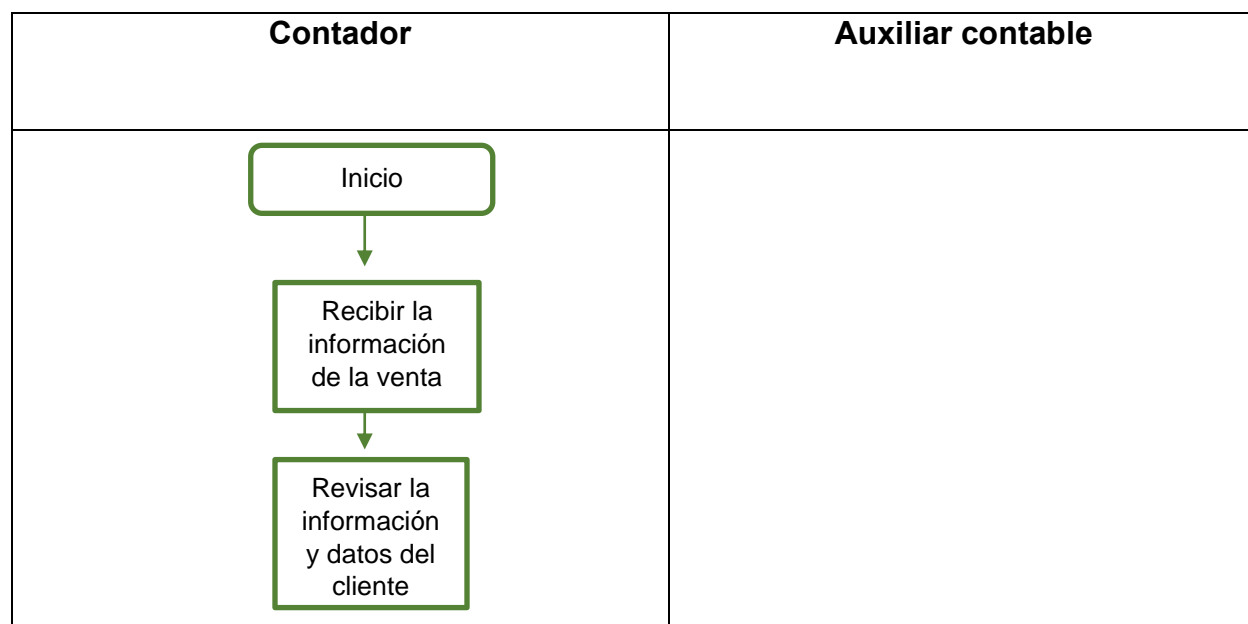 Contador
Auxiliar contable
Inicio
Recibir la
información
de la venta
Revisar la
información
y datos del
cliente